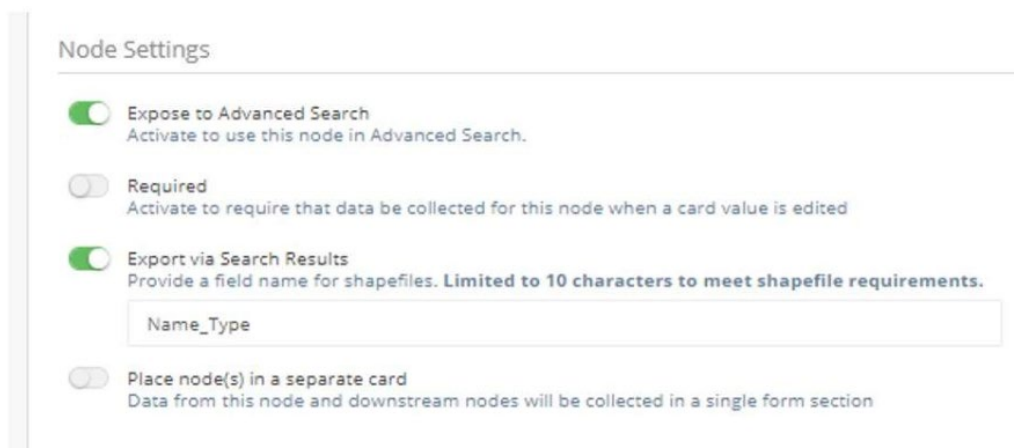 Node Settings
Expose to Advanced Search
Activate to use this node in Advanced Search.
Required
Activate to require that data be collected for this node when a card value is edited
Export via Search Results
Provide a field name for shapefiles. Limited to 10 characters to meet shapefile requirements.
Name_Type
Place node(s) in a separate card
Data from this node and downstream nodes will be collected in a single form section